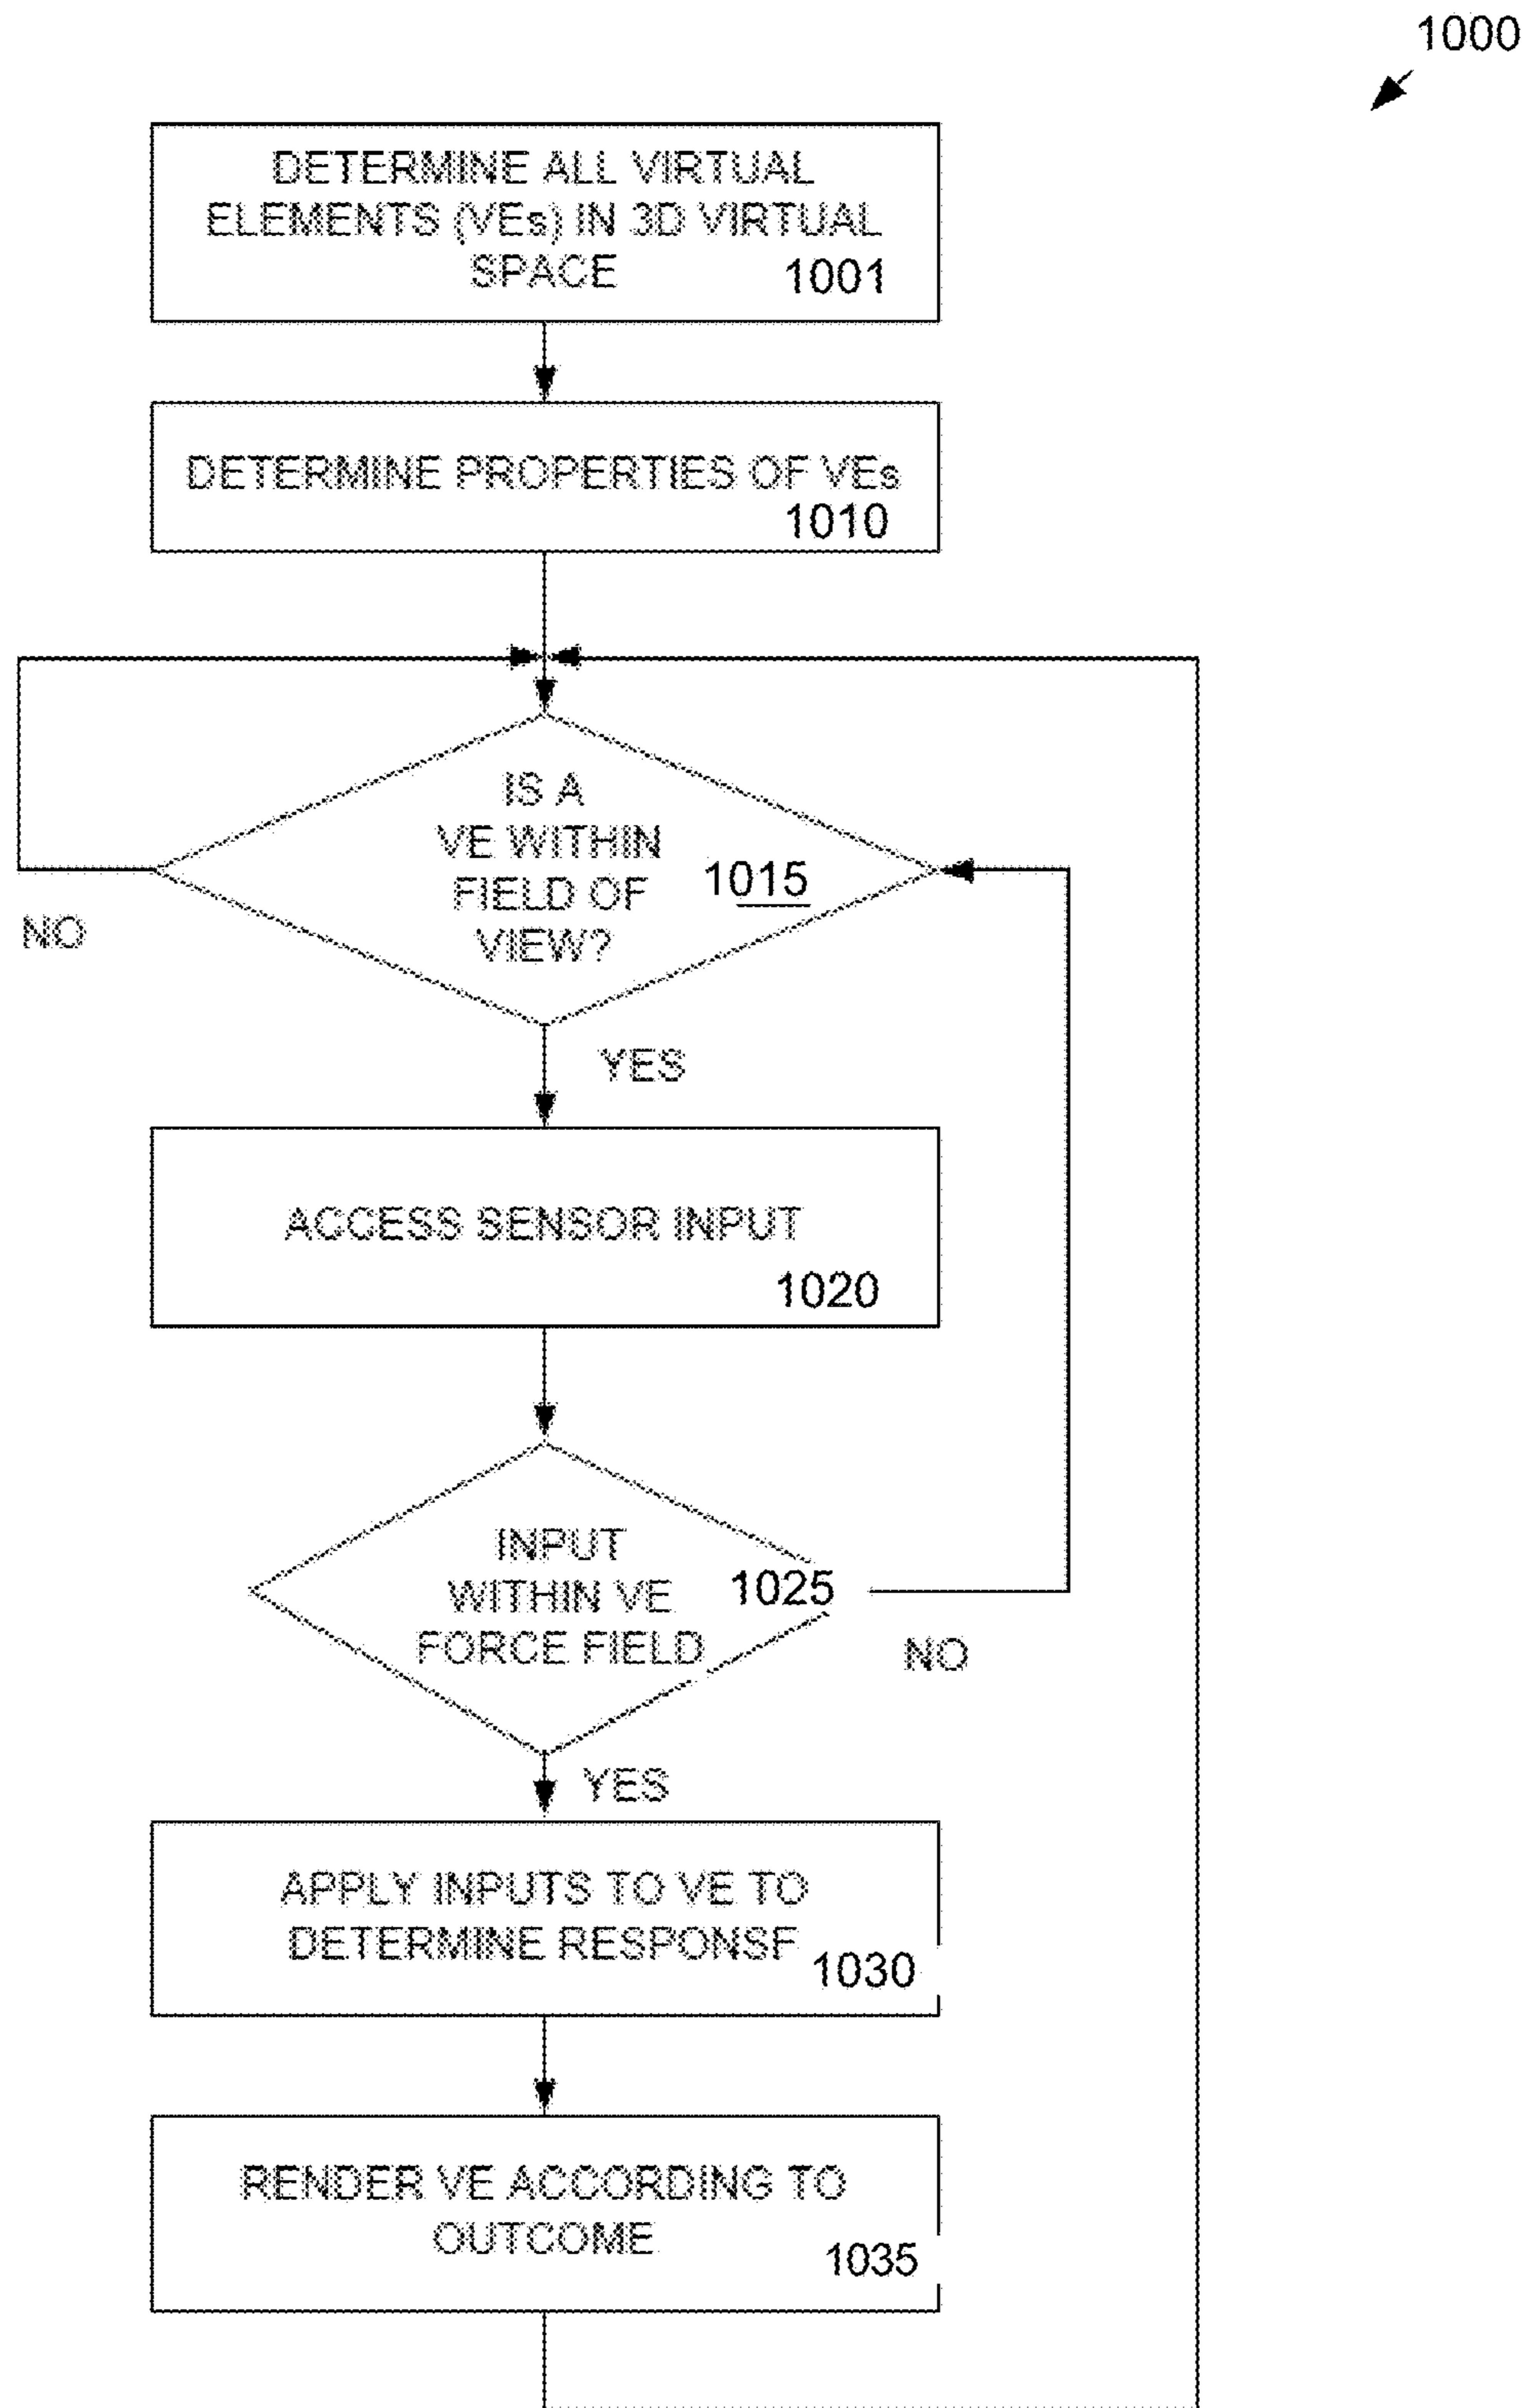 1000
DETERMINE ALL VIRTUAL
ELEMENTS (VEs) IN 3D VIRTUAL
SPACE 1001
DETERMINE PROPERTIES OF VEs
1010
IS A
VE WITHIN
FIELD OF
VIEW?
1015
NO
YES
ACCESS SENSOR INPUT
1020
INPUT
WITHIN VE
FORCE FIELD
1025
NO
YES
APPLY INPUTS TO VE TO
DETERMINE RESPONSE
1030
RENDER VE ACCORDING TO
OUTCOME
1035